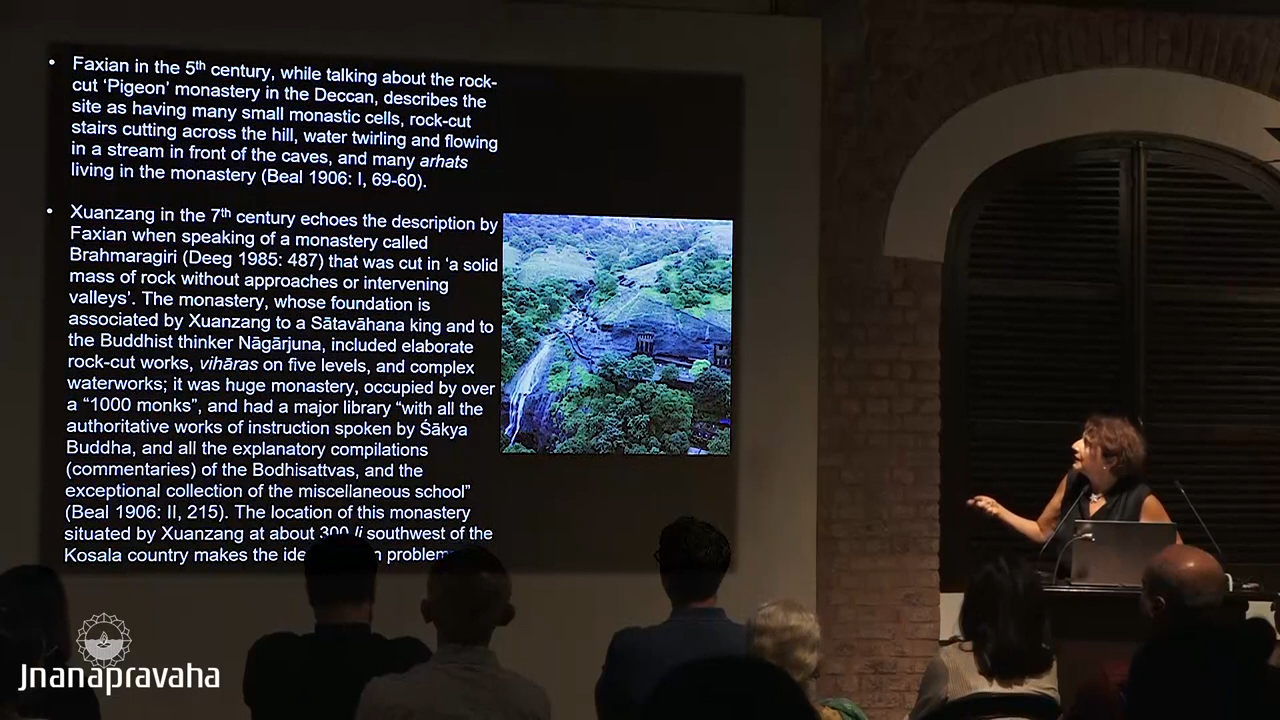 • Faxian in the 5th century, while talking about the rock-
cut ‘Pigeon’ monastery in the Deccan, describes the
site as having many small monastic cells, rock-cut
stairs cutting across the hill, water twirling and flowing
in a stream in front of the caves, and many arhats
living in the monastery (Beal 1906: I, 69-60).
• Xuanzang in the 7th century echoes the description by
Faxian when speaking of a monastery called
Brahmaragiri (Deeg 1985: 487) that was cut in ‘a solid
mass of rock without approaches or intervening
valleys’. The monastery, whose foundation is
associated by Xuanzang to a Sātavāhana king and to
the Buddhist thinker Nāgārjuna, included elaborate
rock-cut works, vihāras on five levels, and complex
waterworks; it was huge monastery, occupied by over
a “1000 monks”, and had a major library “with all the
authoritative works of instruction spoken by Śākya
Buddha, and all the explanatory compilations
(commentaries) of the Bodhisattvas, and the
exceptional collection of the miscellaneous school”
(Beal 1906: II, 215). The location of this monastery
situated by Xuanzang at about 300 li southwest of the
Kosala country makes the
Jnanapravaha